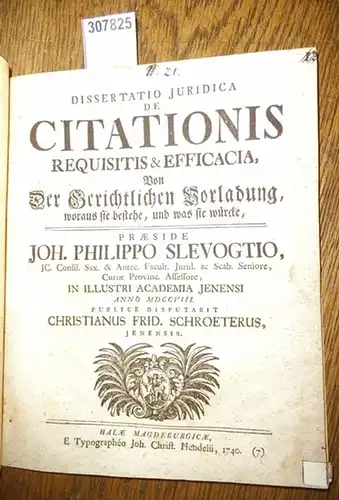 307825
N. 21.
DISSERTATIO JURIDICA
DE
CITATIONIS
REQUISITIS & EFFICACIA,
Von
Der Gerichtlichen Vorladung,
woraus sie bestehe, und was sie würcke,
PRÆSIDE
JOH. PHILIPPO SLEVOGTIO,
JC. Consil. Sax. & Antec. Facult. Jurid. ac Scab. Seniore,
Curiæ Provinc. Assessore,
IN ILLUSTRI ACADEMIA JENENSI
ANNO MDCCVIII.
PUBLICE DISPUTABIT
CHRISTIANUS FRID. SCHROETERUS,
JENENSIS.
HALÆ MAGDEBURGICÆ,
E Typographéo Joh. Christ. Hendelii, 1740. (7)